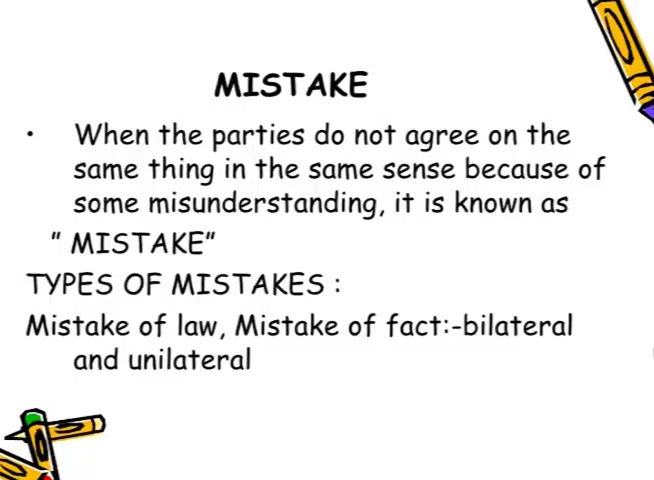 MISTAKE
• When the parties do not agree on the
same thing in the same sense because of
some misunderstanding, it is known as
" MISTAKE"
TYPES OF MISTAKES :
Mistake of law, Mistake of fact:-bilateral
and unilateral